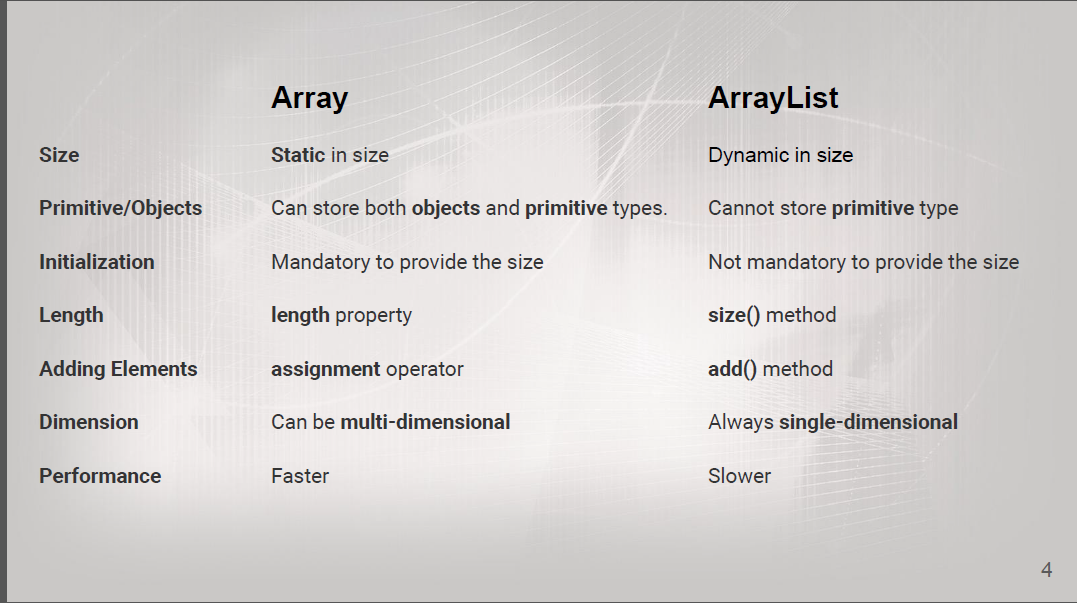 Array ArrayList
Size Static in size Dynamic in size
Primitive/Objects Can store both objects and primitive types. Cannot store primitive type
Initialization Mandatory to provide the size Not mandatory to provide the size
Length length property size() method
Adding Elements assignment operator add() method
Dimension Can be multi-dimensional Always single-dimensional
Performance Faster Slower
4